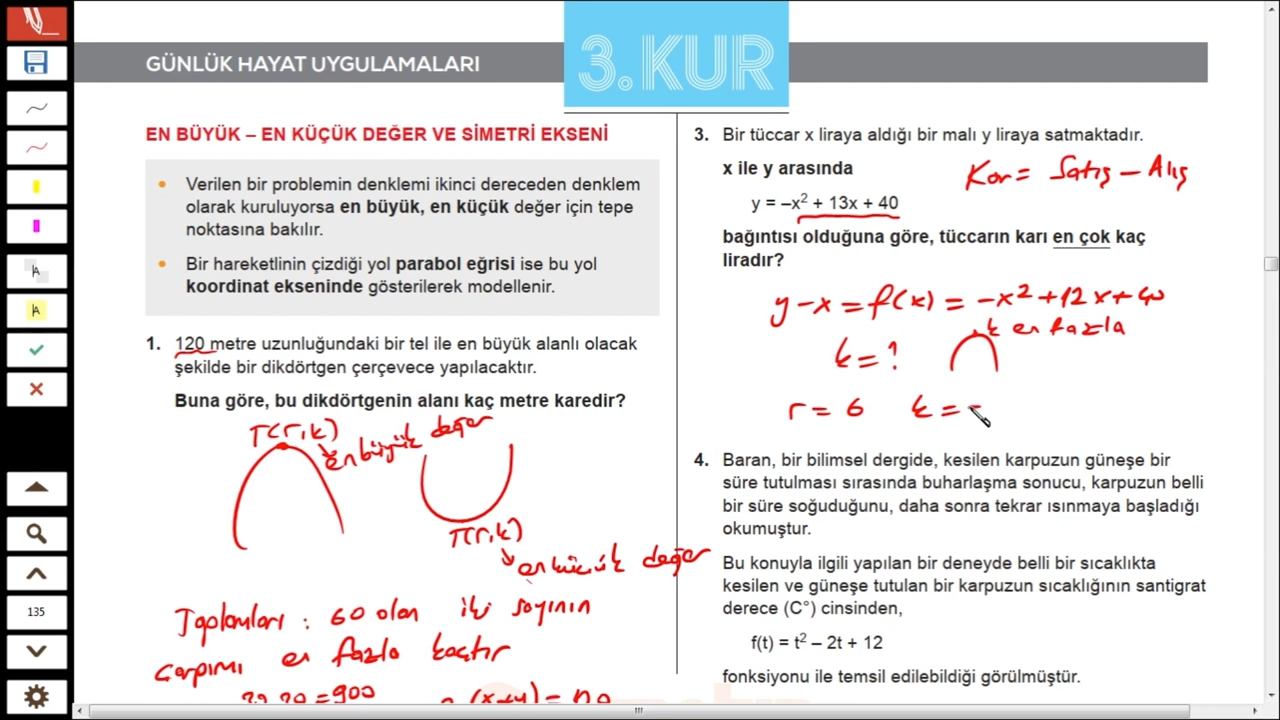 GÜNLÜK HAYAT UYGULAMALARI
3.KUR
EN BÜYÜK – EN KÜÇÜK DEĞER VE SİMETRİ EKSENİ
• Verilen bir problemin denklemi ikinci dereceden denklem
olarak kuruluyorsa en büyük, en küçük değer için tepe
noktasına bakılır.
• Bir hareketlinin çizdiği yol parabol eğrisi ise bu yol
koordinat ekseninde gösterilerek modellenir.
1. 120 metre uzunluğundaki bir tel ile en büyük alanlı olacak
şekilde bir dikdörtgen çerçevece yapılacaktır.
Buna göre, bu dikdörtgenin alanı kaç metre karedir?
T(r,k)
en büyük değer
T(r,k)
en küçük değer
Toplamları : 60 olan iki sayının
çarpımı en fazla kaçtır
30.30=900
2(x+y)=120
3. Bir tüccar x liraya aldığı bir malı y liraya satmaktadır.
x ile y arasında
Kar = Satış – Alış
y = –x² + 13x + 40
bağıntısı olduğuna göre, tüccarın karı en çok kaç
liradır?
y–x = f(x) = –x²+12x+40
k en fazla
k = ?
r = 6 k =
4. Baran, bir bilimsel dergide, kesilen karpuzun güneşe bir
süre tutulması sırasında buharlaşma sonucu, karpuzun belli
bir süre soğuduğunu, daha sonra tekrar ısınmaya başladığı
okumuştur.
Bu konuyla ilgili yapılan bir deneyde belli bir sıcaklıkta
kesilen ve güneşe tutulan bir karpuzun sıcaklığının santigrat
derece (C°) cinsinden,
f(t) = t² – 2t + 12
fonksiyonu ile temsil edilebildiği görülmüştür.
135